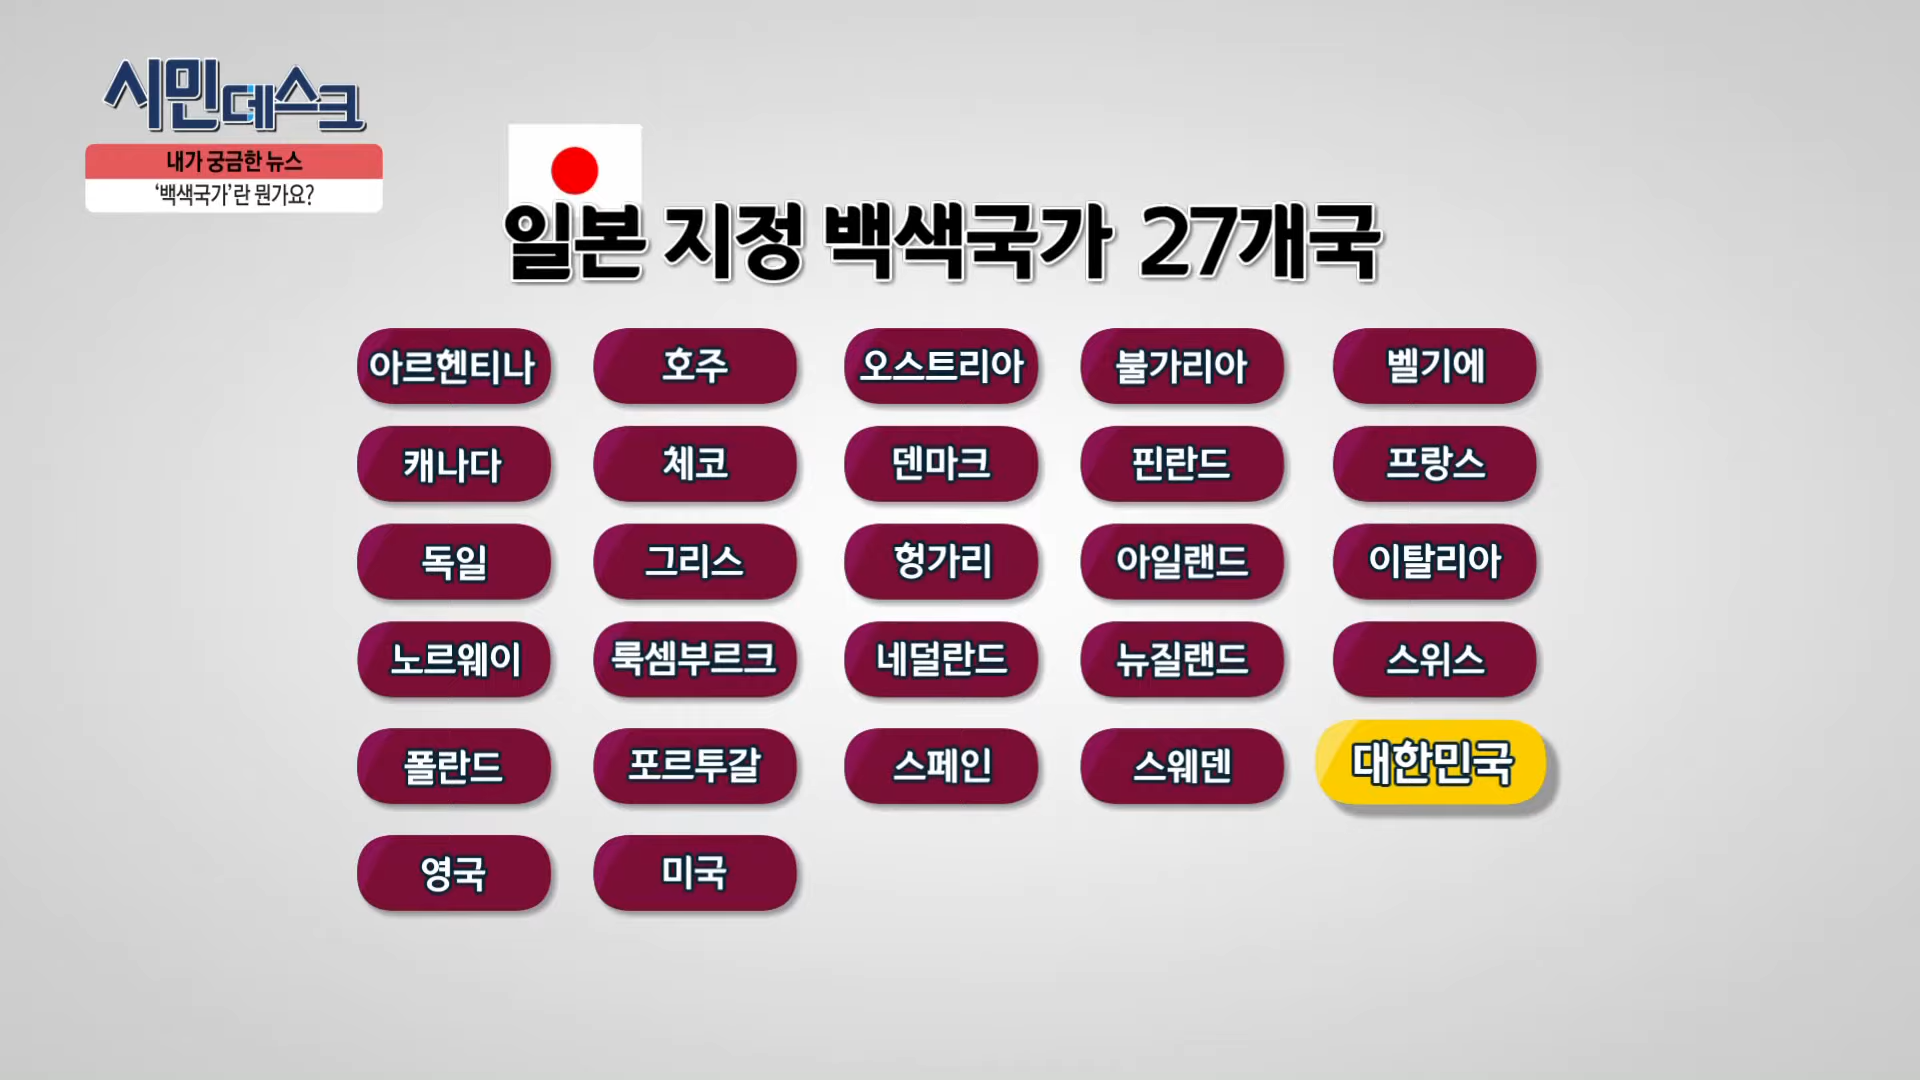 시민데스크
내가 궁금한 뉴스
‘백색국가’란 뭔가요?
일본 지정 백색국가 27개국
아르헨티나 호주 오스트리아 불가리아 벨기에
캐나다 체코 덴마크 핀란드 프랑스
독일 그리스 헝가리 아일랜드 이탈리아
노르웨이 룩셈부르크 네덜란드 뉴질랜드 스위스
폴란드 포르투갈 스페인 스웨덴 대한민국
영국 미국